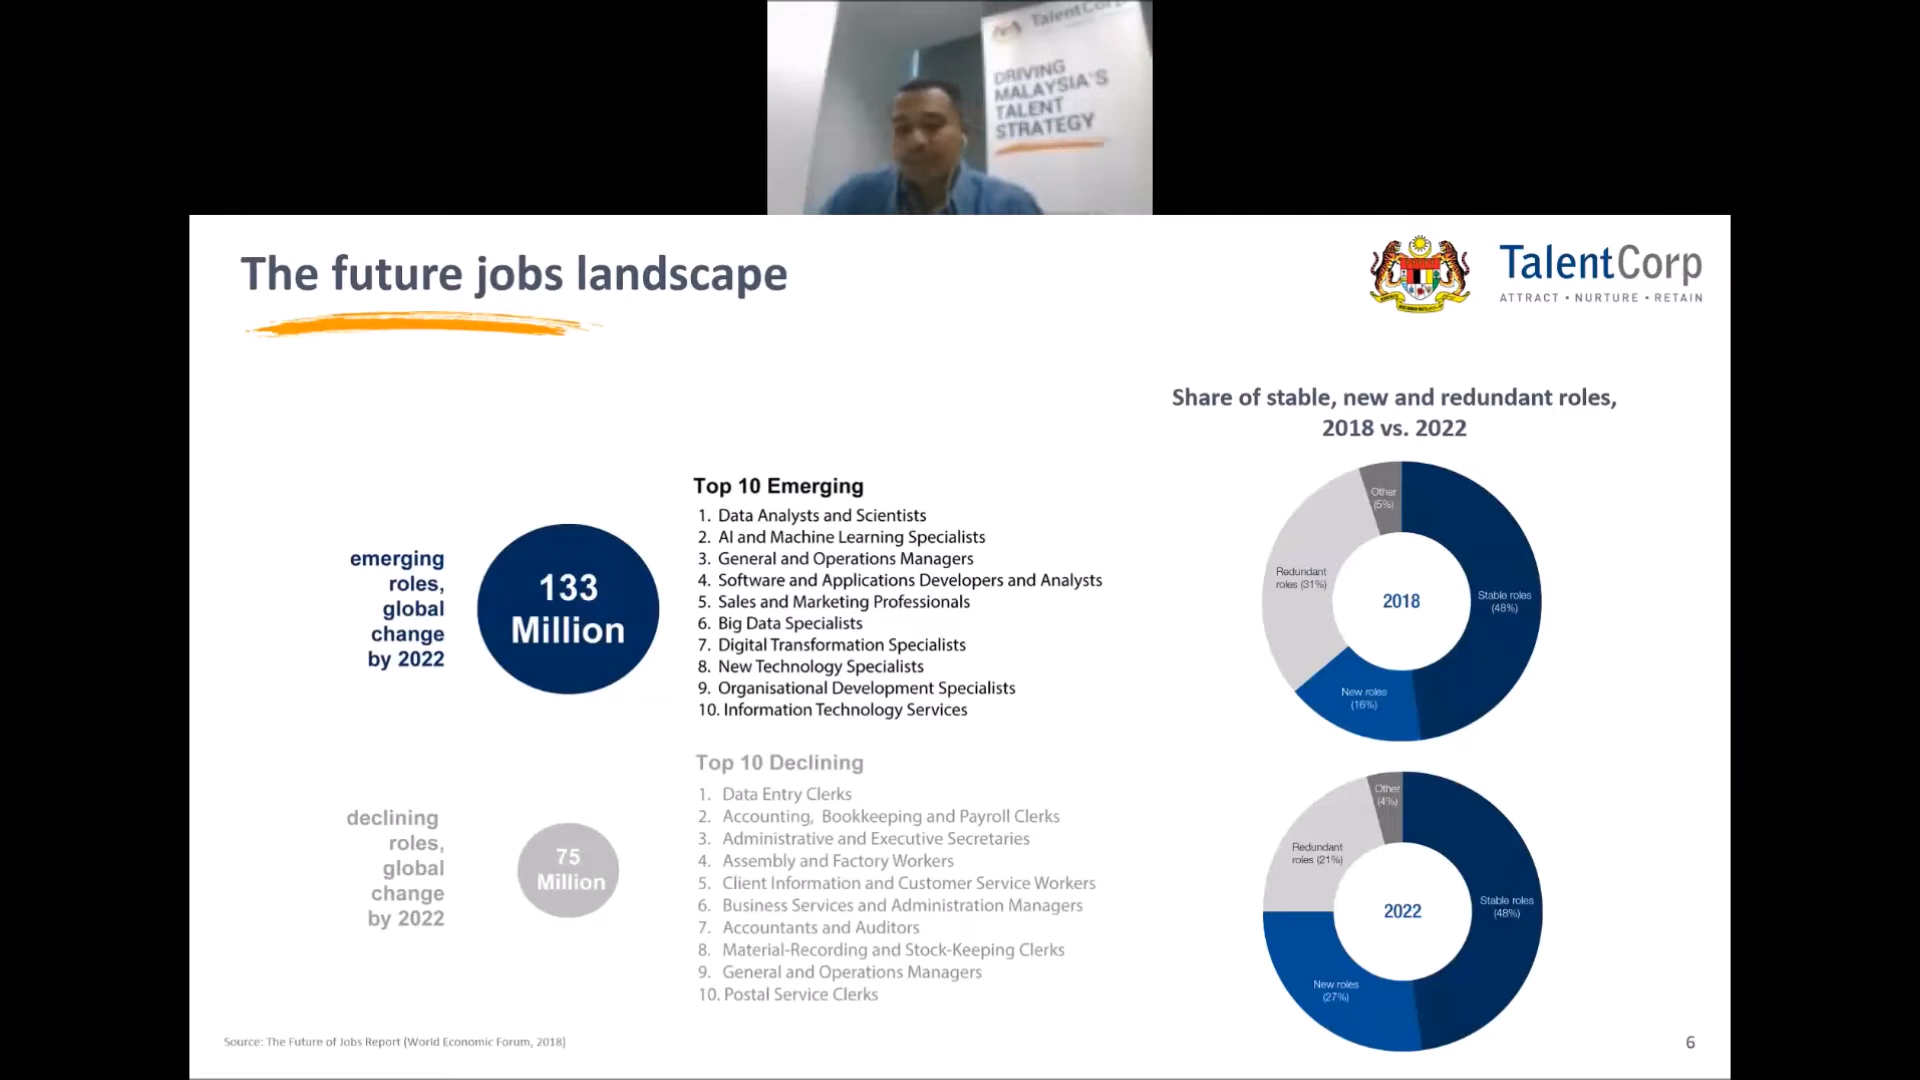 TalentCorp
DRIVING
MALAYSIA'S
TALENT
STRATEGY
The future jobs landscape
TalentCorp
ATTRACT • NURTURE • RETAIN
Share of stable, new and redundant roles,
2018 vs. 2022
emerging
roles,
global
change
by 2022
133
Million
Top 10 Emerging
1. Data Analysts and Scientists
2. AI and Machine Learning Specialists
3. General and Operations Managers
4. Software and Applications Developers and Analysts
5. Sales and Marketing Professionals
6. Big Data Specialists
7. Digital Transformation Specialists
8. New Technology Specialists
9. Organisational Development Specialists
10. Information Technology Services
Other
(5%)
Redundant
roles (31%)
2018
Stable roles
(48%)
New roles
(16%)
declining
roles,
global
change
by 2022
75
Million
Top 10 Declining
1. Data Entry Clerks
2. Accounting, Bookkeeping and Payroll Clerks
3. Administrative and Executive Secretaries
4. Assembly and Factory Workers
5. Client Information and Customer Service Workers
6. Business Services and Administration Managers
7. Accountants and Auditors
8. Material-Recording and Stock-Keeping Clerks
9. General and Operations Managers
10. Postal Service Clerks
Other
(4%)
Redundant
roles (21%)
2022
Stable roles
(48%)
New roles
(27%)
Source: The Future of Jobs Report (World Economic Forum, 2018)
6